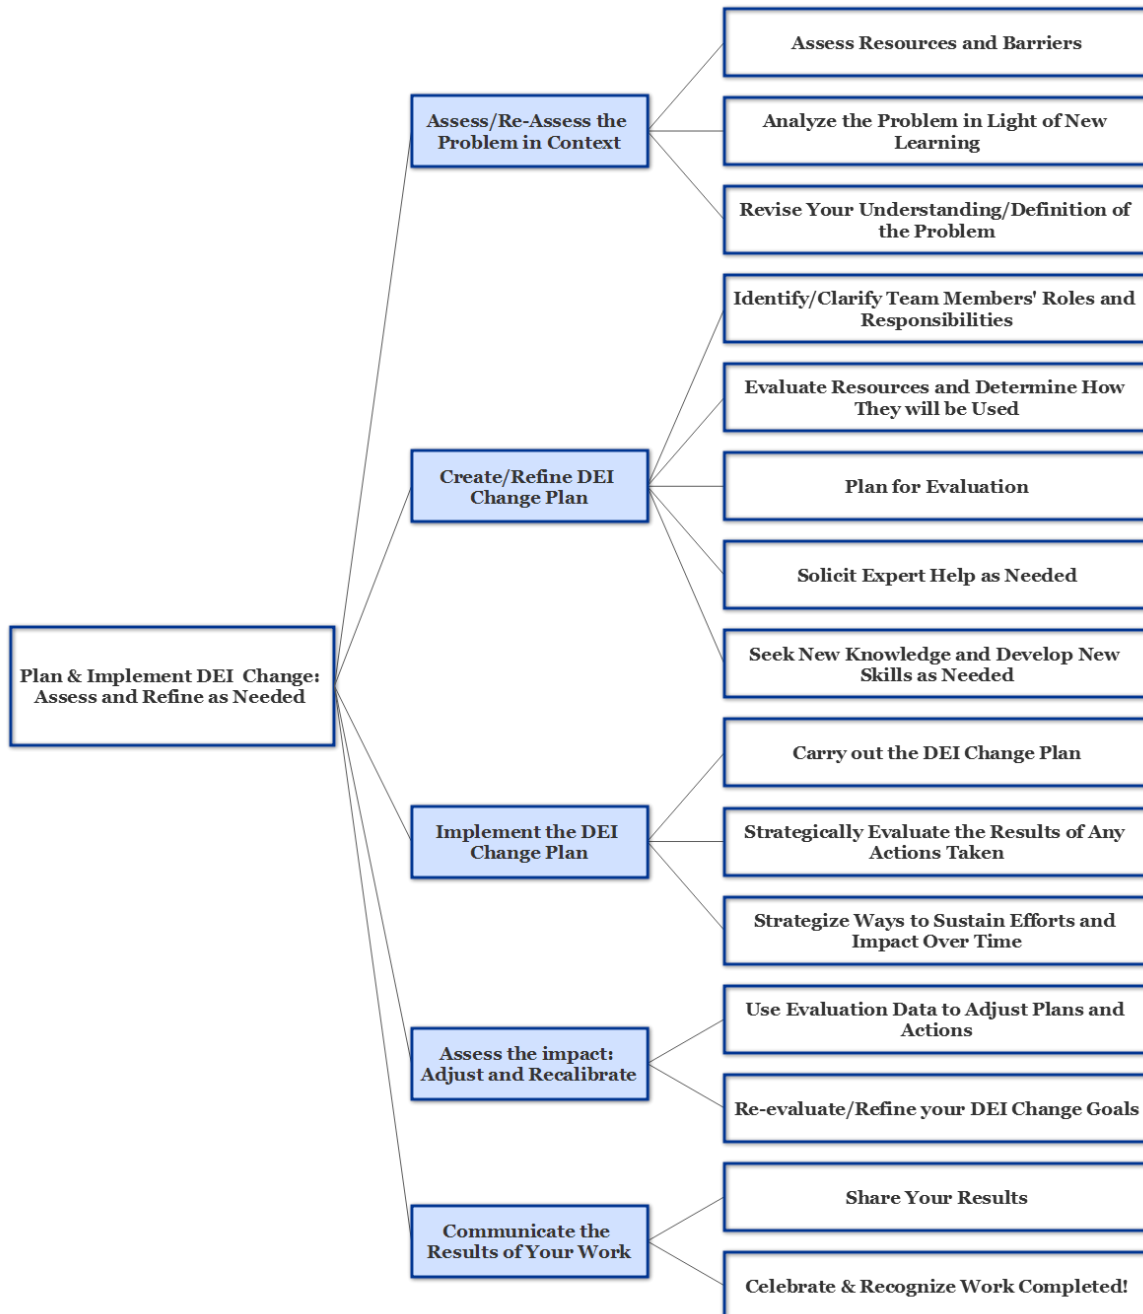 Plan & Implement DEI Change:
Assess and Refine as Needed
Assess/Re-Assess the
Problem in Context
Assess Resources and Barriers
Analyze the Problem in Light of New
Learning
Revise Your Understanding/Definition of
the Problem
Create/Refine DEI
Change Plan
Identify/Clarify Team Members' Roles and
Responsibilities
Evaluate Resources and Determine How
They will be Used
Plan for Evaluation
Solicit Expert Help as Needed
Seek New Knowledge and Develop New
Skills as Needed
Implement the DEI
Change Plan
Carry out the DEI Change Plan
Strategically Evaluate the Results of Any
Actions Taken
Strategize Ways to Sustain Efforts and
Impact Over Time
Assess the impact:
Adjust and Recalibrate
Use Evaluation Data to Adjust Plans and
Actions
Re-evaluate/Refine your DEI Change Goals
Communicate the
Results of Your Work
Share Your Results
Celebrate & Recognize Work Completed!